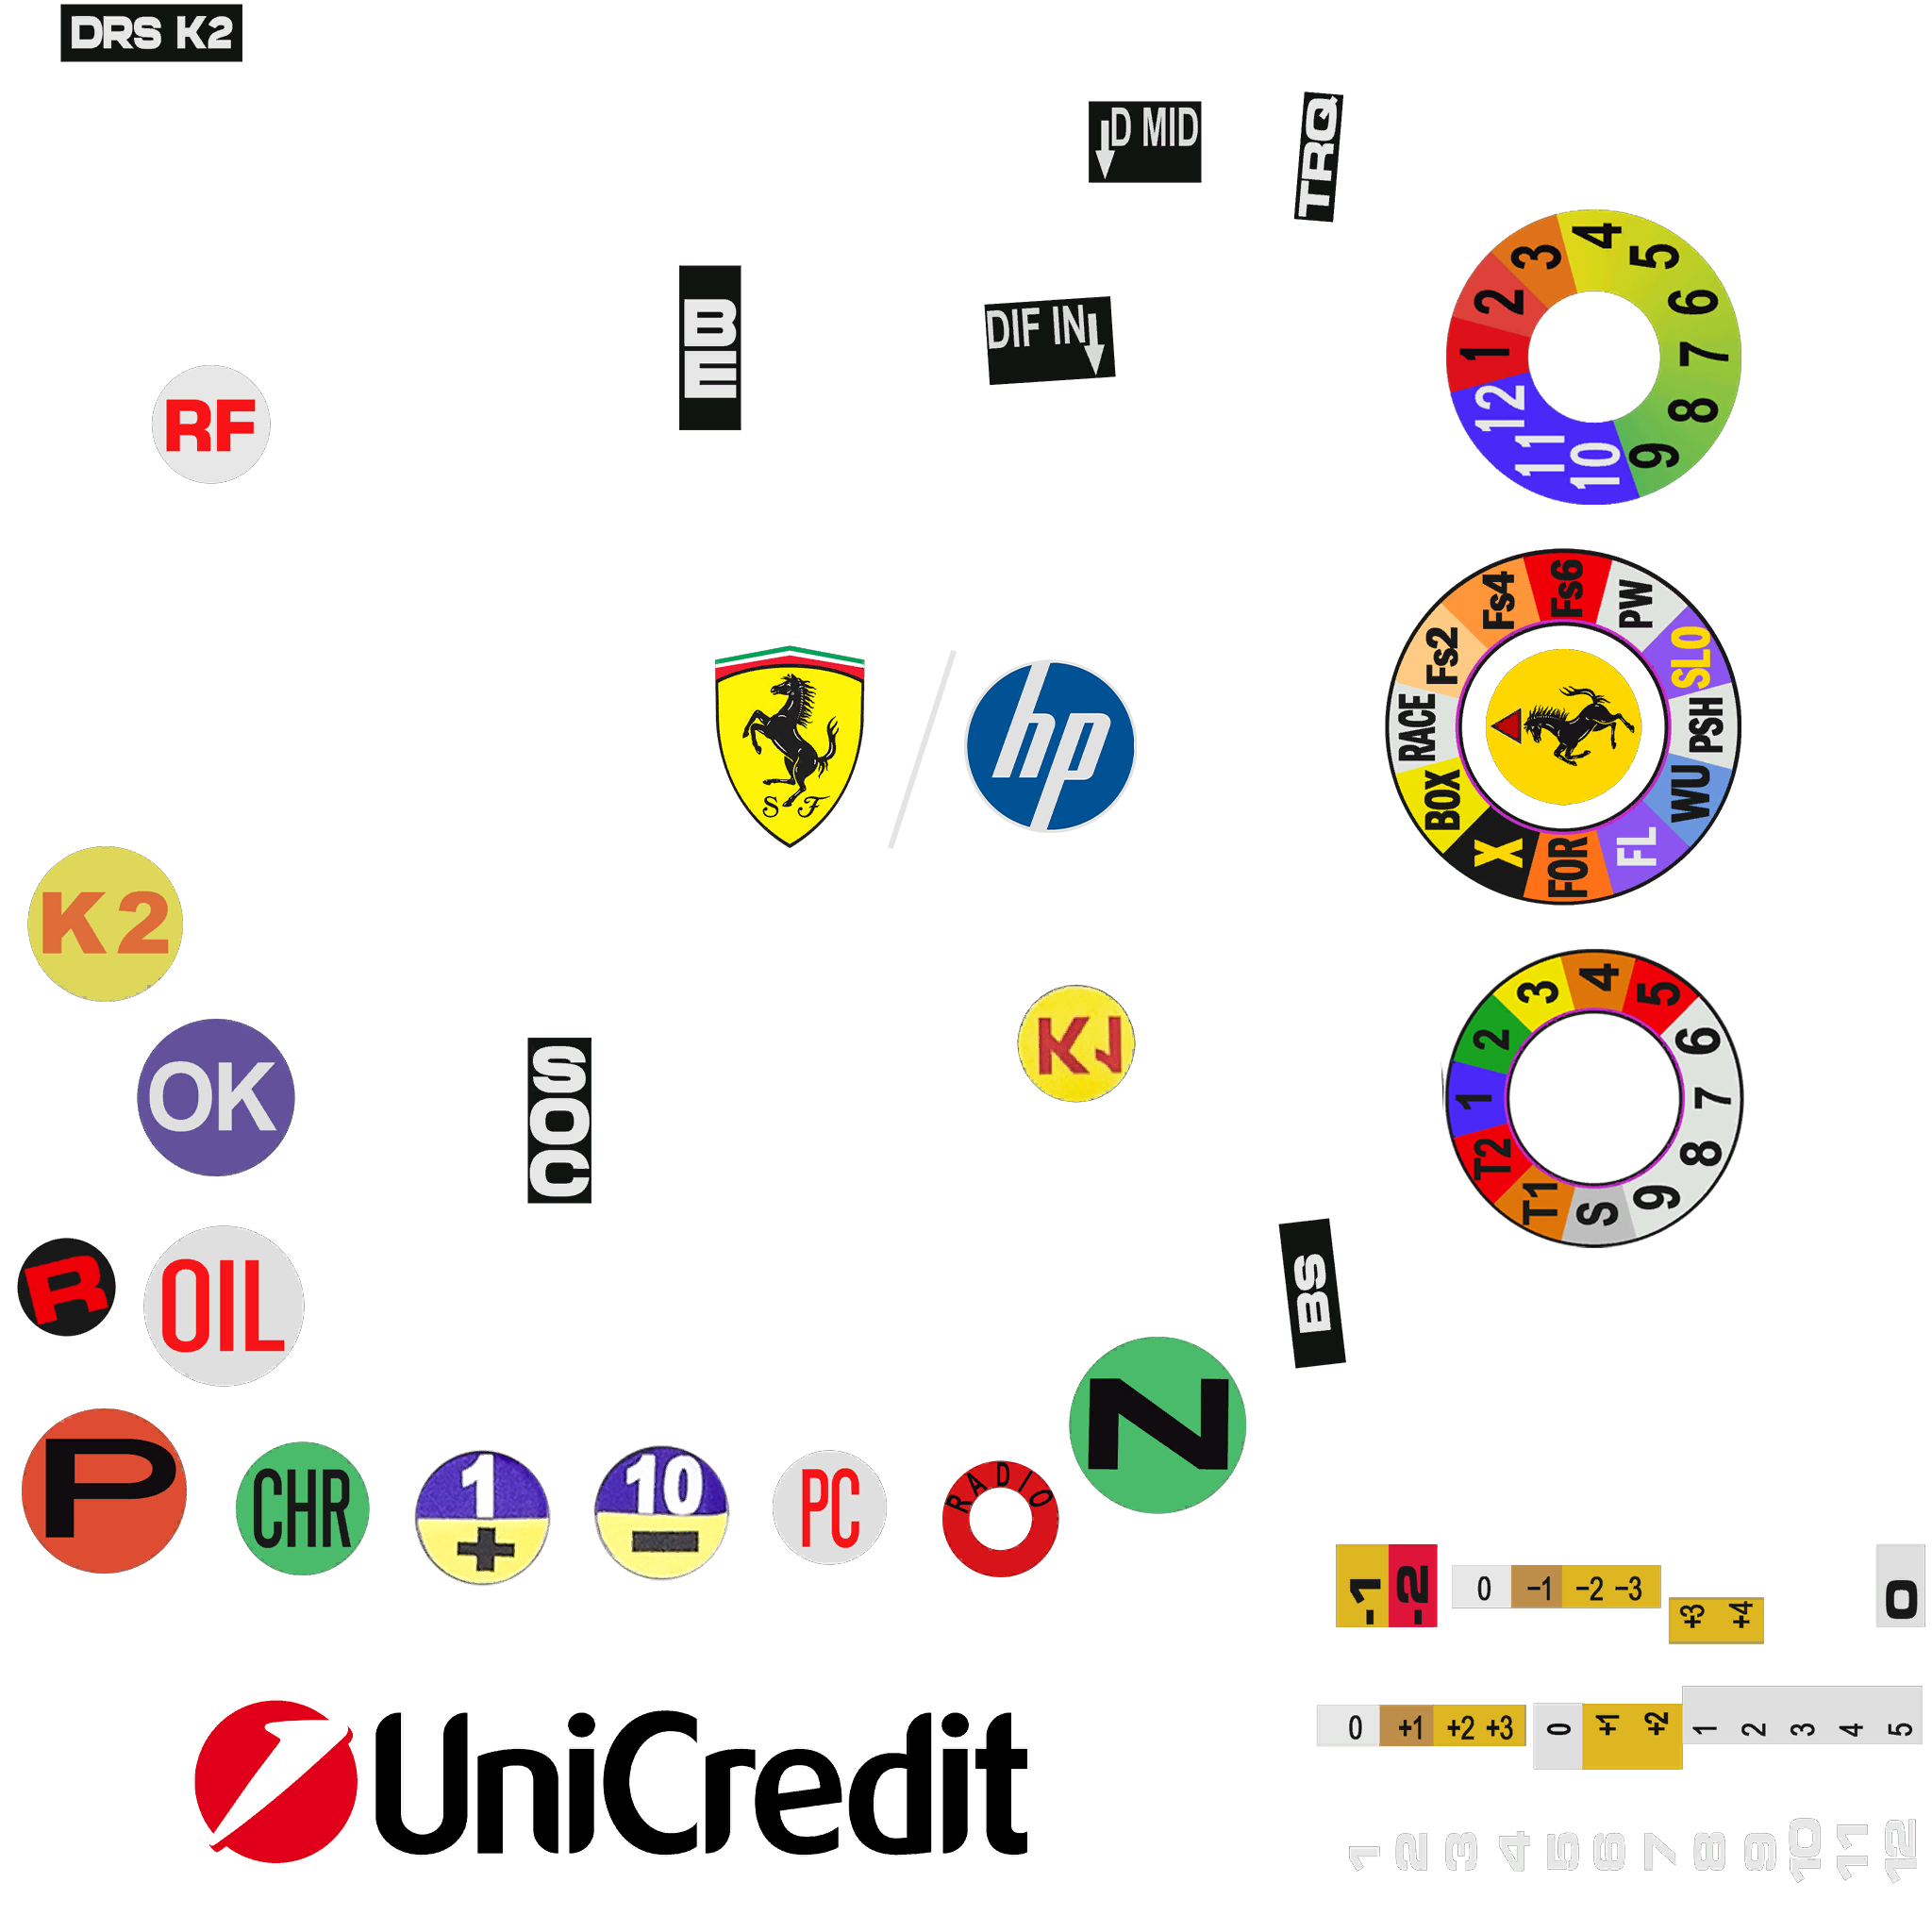 DRS K2
↓D MID
TRQ
BE
DIF IN↓
RF
1 2 3 4 5 6 7 8 9 10 11 12
S F
hp
RACE Fs2 Fs4 Fs6 PW SLO PSH WU FL FOR X BOX
K2
OK
SOC
KJ
1 2 3 4 5 6 7 8 9 S T1 T2
R
OIL
BS
P
CHR
1 +
10 −
PC
RADIO
N
-1 -2
0 −1 −2 −3
+3 +4
0
0 +1 +2 +3
0 +1 +2 1 2 3 4 5
UniCredit
1 2 3 4 5 6 7 8 9 10 11 12